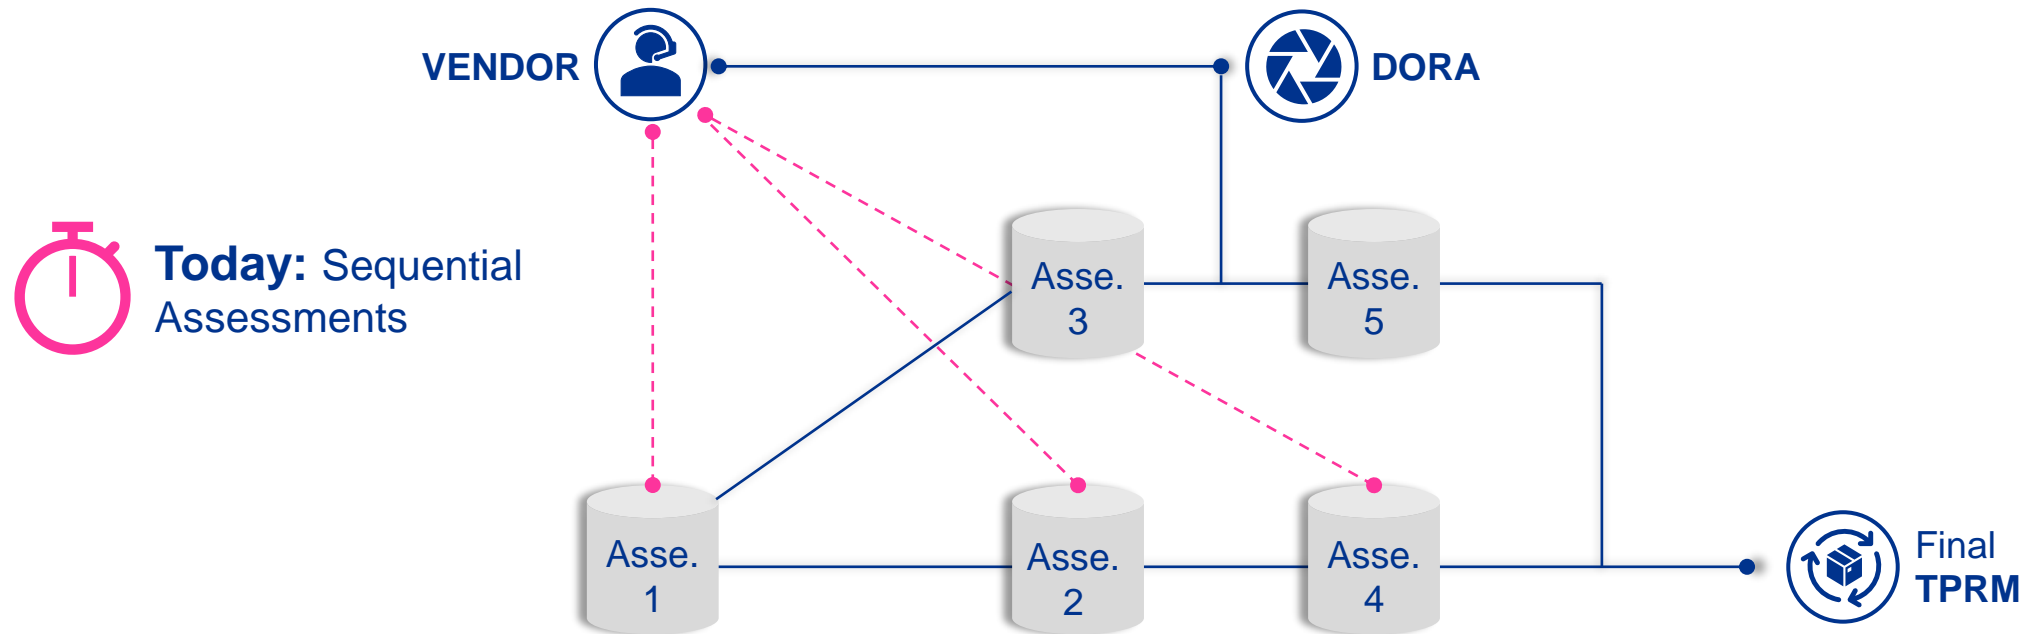 VENDOR
DORA
Today: Sequential
Assessments
Asse.
3
Asse.
5
Asse.
1
Asse.
2
Asse.
4
Final
TPRM